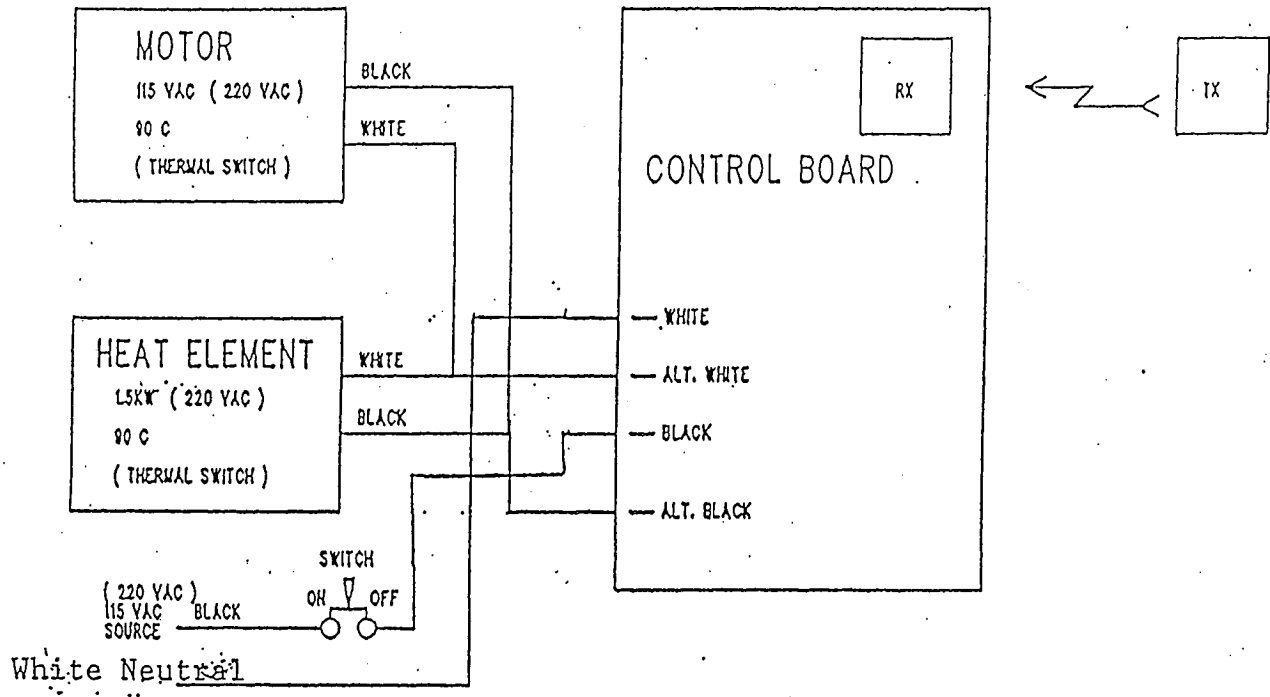 MOTOR
115 VAC ( 220 VAC )
90 C
( THERMAL SWITCH )
BLACK
WHITE
RX
TX
CONTROL BOARD
HEAT ELEMENT
1.5KW ( 220 VAC )
90 C
( THERMAL SWITCH )
WHITE
BLACK
WHITE
ALT. WHITE
BLACK
ALT. BLACK
SWITCH
ON OFF
( 220 VAC )
115 VAC BLACK
SOURCE
White Neutral